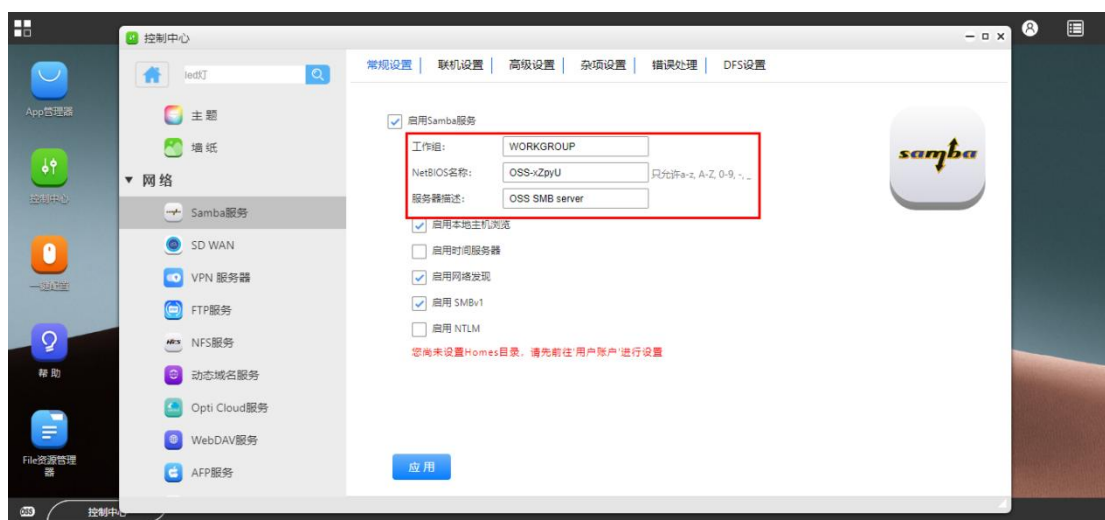 控制中心
led灯
主 题
墙 纸
▼ 网 络
Samba服务
SD WAN
VPN 服务器
FTP服务
NFS服务
动态域名服务
Opti Cloud服务
WebDAV服务
AFP服务
常规设置 | 联机设置 | 高级设置 | 杂项设置 | 错误处理 | DFS设置
启用Samba服务
工作组: WORKGROUP
NetBIOS名称: OSS-xZpyU 只允许a-z, A-Z, 0-9, -, _
服务器描述: OSS SMB server
启用本地主机浏览
启用时间服务器
启用网络发现
启用 SMBv1
启用 NTLM
您尚未设置Homes目录, 请先前往'用户账户'进行设置
应 用
samba
App管理器
控制中心
一键配置
帮 助
File资源管理
器
OSS
控制中心